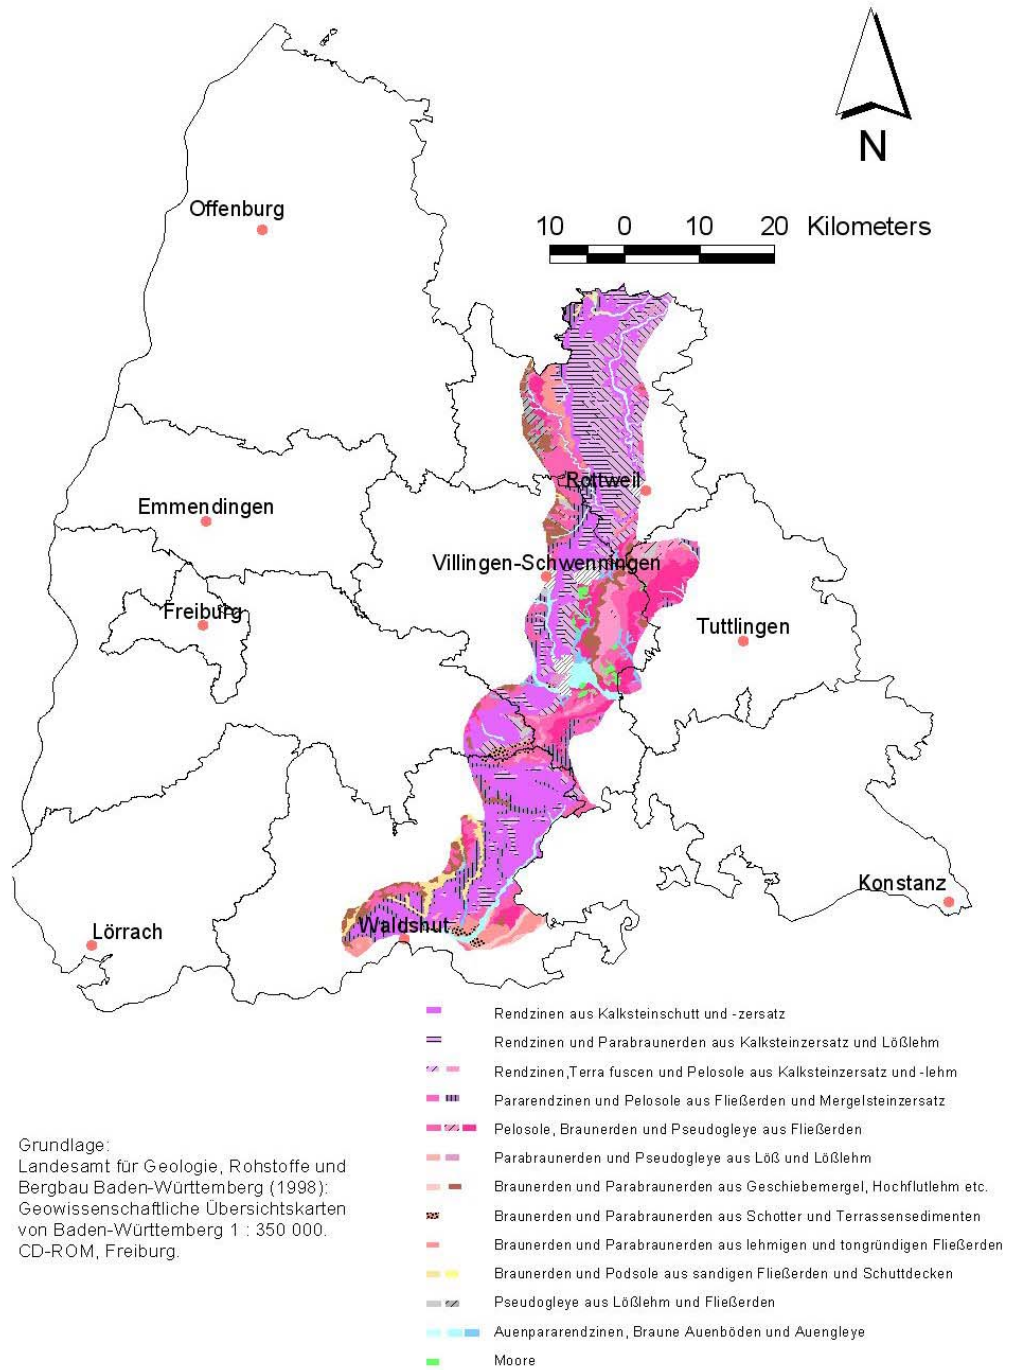 N
Offenburg
10 0 10 20 Kilometers
Rottweil
Emmendingen
Villingen-Schwenningen
Freiburg
Tuttlingen
Konstanz
Waldshut
Lörrach
Rendzinen aus Kalksteinschutt und -zersatz
Rendzinen und Parabraunerden aus Kalksteinzersatz und Lößlehm
Rendzinen,Terra fuscen und Pelosole aus Kalksteinzersatz und -lehm
Pararendzinen und Pelosole aus Fließerden und Mergelsteinzersatz
Pelosole, Braunerden und Pseudogleye aus Fließerden
Parabraunerden und Pseudogleye aus Löß und Lößlehm
Braunerden und Parabraunerden aus Geschiebemergel, Hochflutlehm etc.
Braunerden und Parabraunerden aus Schotter und Terrassensedimenten
Braunerden und Parabraunerden aus lehmigen und tongründigen Fließerden
Braunerden und Podsole aus sandigen Fließerden und Schuttdecken
Pseudogleye aus Lößlehm und Fließerden
Auenpararendzinen, Braune Auenböden und Auengleye
Moore
Grundlage:
Landesamt für Geologie, Rohstoffe und
Bergbau Baden-Württemberg (1998):
Geowissenschaftliche Übersichtskarten
von Baden-Württemberg 1 : 350 000.
CD-ROM, Freiburg.